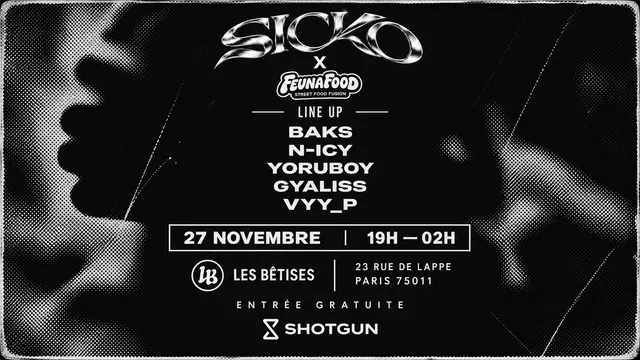 SICKO
X
FEUNAFOOD
STREET FOOD FUSION
LINE UP
BAKS
N-ICY
YORUBOY
GYALISS
VYY_P
27 NOVEMBRE | 19H — 02H
LB LES BÊTISES
23 RUE DE LAPPE
PARIS 75011
ENTRÉE GRATUITE
SHOTGUN